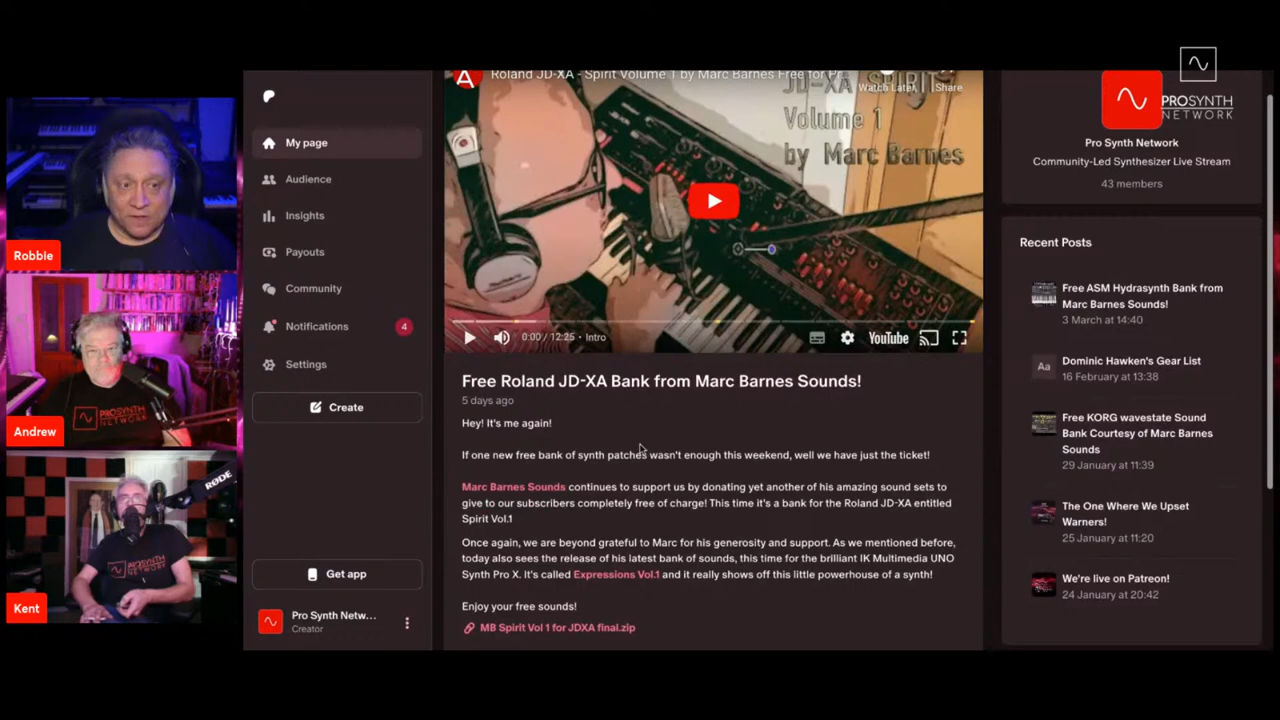 Robbie
PROSYNTH
NETWORK
Andrew
RØDE
PROSYNTH
NETWORK
Kent
My page
Audience
Insights
Payouts
Community
Notifications
4
Settings
Create
Get app
Pro Synth Netw...
Creator
Roland JD-XA - Spirit Volume 1 by Marc Barnes Free for Pr...
Watch Later
Share
JD-XA SPIRIT
Volume 1
by Marc Barnes
0:00 / 12:25 • Intro
YouTube
Free Roland JD-XA Bank from Marc Barnes Sounds!
5 days ago
Hey! It's me again!
If one new free bank of synth patches wasn't enough this weekend, well we have just the ticket!
Marc Barnes Sounds continues to support us by donating yet another of his amazing sound sets to
give to our subscribers completely free of charge! This time it's a bank for the Roland JD-XA entitled
Spirit Vol.1
Once again, we are beyond grateful to Marc for his generosity and support. As we mentioned before,
today also sees the release of his latest bank of sounds, this time for the brilliant IK Multimedia UNO
Synth Pro X. It's called Expressions Vol.1 and it really shows off this little powerhouse of a synth!
Enjoy your free sounds!
MB Spirit Vol 1 for JDXA final.zip
PROSYNTH
NETWORK
Pro Synth Network
Community-Led Synthesizer Live Stream
43 members
Recent Posts
Free ASM Hydrasynth Bank from
Marc Barnes Sounds!
3 March at 14:40
Aa
Dominic Hawken's Gear List
16 February at 13:38
Free KORG wavestate Sound
Bank Courtesy of Marc Barnes
Sounds
29 January at 11:39
The One Where We Upset
Warners!
25 January at 11:20
We're live on Patreon!
24 January at 20:42